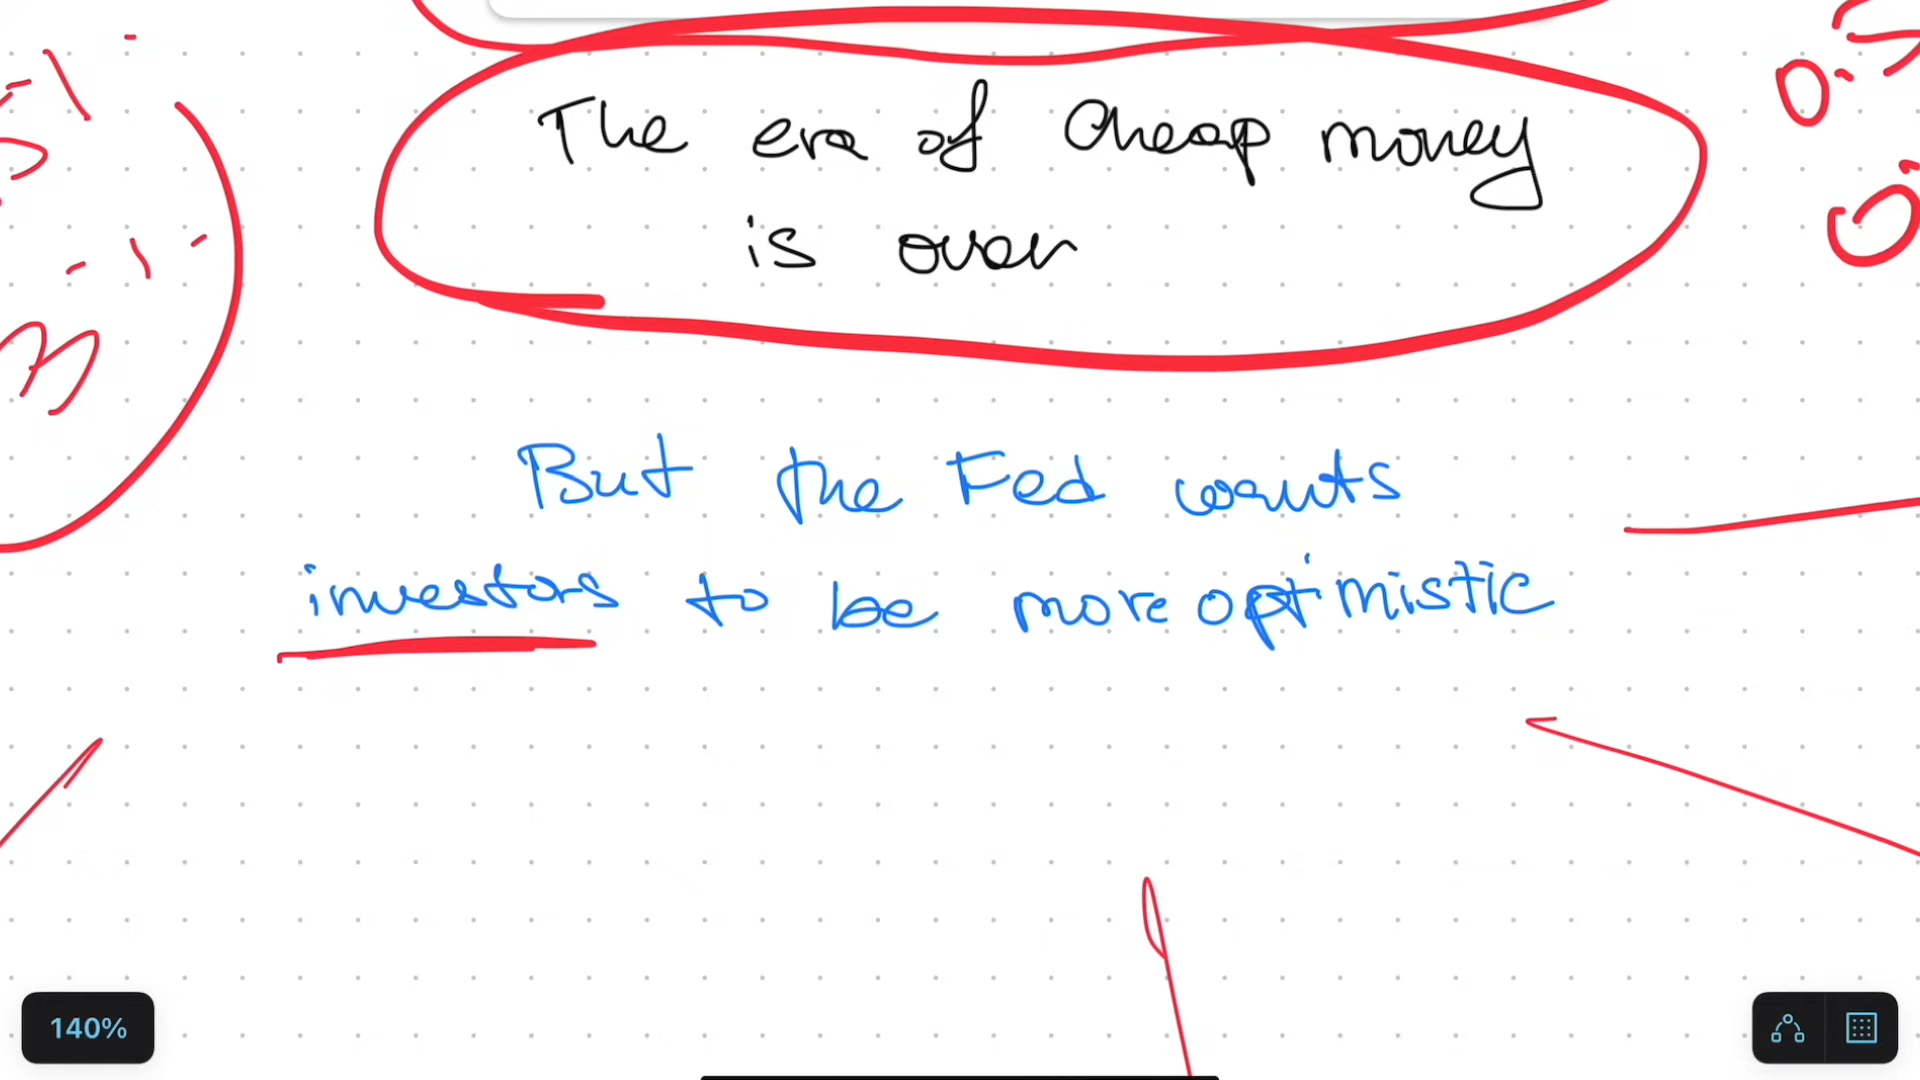 The era of Cheap money
is over
But the Fed wants
investors to be more optimistic
140%